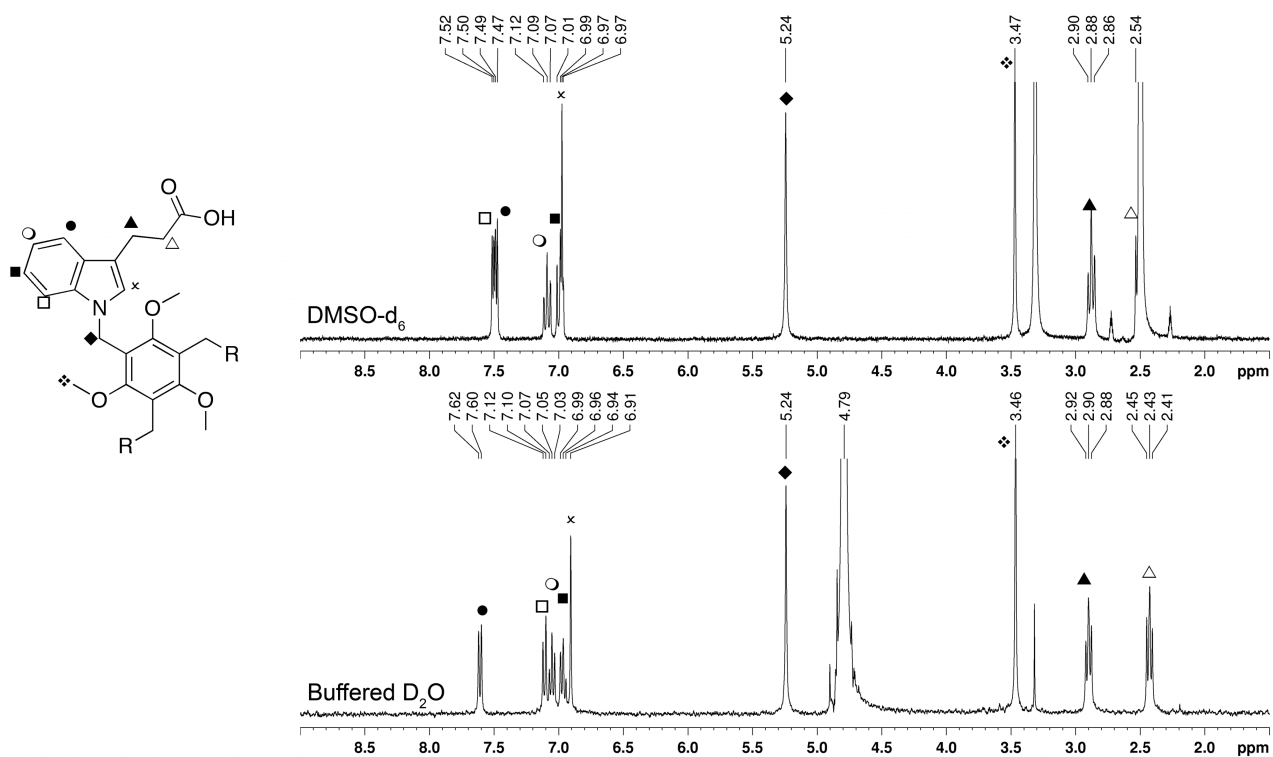 7.52 7.50 7.49 7.47 7.12 7.09 7.07 7.01 6.99 6.97 6.97 5.24 3.47 2.90 2.88 2.86 2.54
x
O
OH
x
N
O
R
O
O
R
DMSO-d6
8.5 8.0 7.5 7.0 6.5 6.0 5.5 5.0 4.5 4.0 3.5 3.0 2.5 2.0 ppm
7.62 7.60 7.12 7.10 7.07 7.05 7.03 6.99 6.96 6.94 6.91 5.24 4.79 3.46 2.92 2.90 2.88 2.45 2.43 2.41
x
Buffered D2O
8.5 8.0 7.5 7.0 6.5 6.0 5.5 5.0 4.5 4.0 3.5 3.0 2.5 2.0 ppm